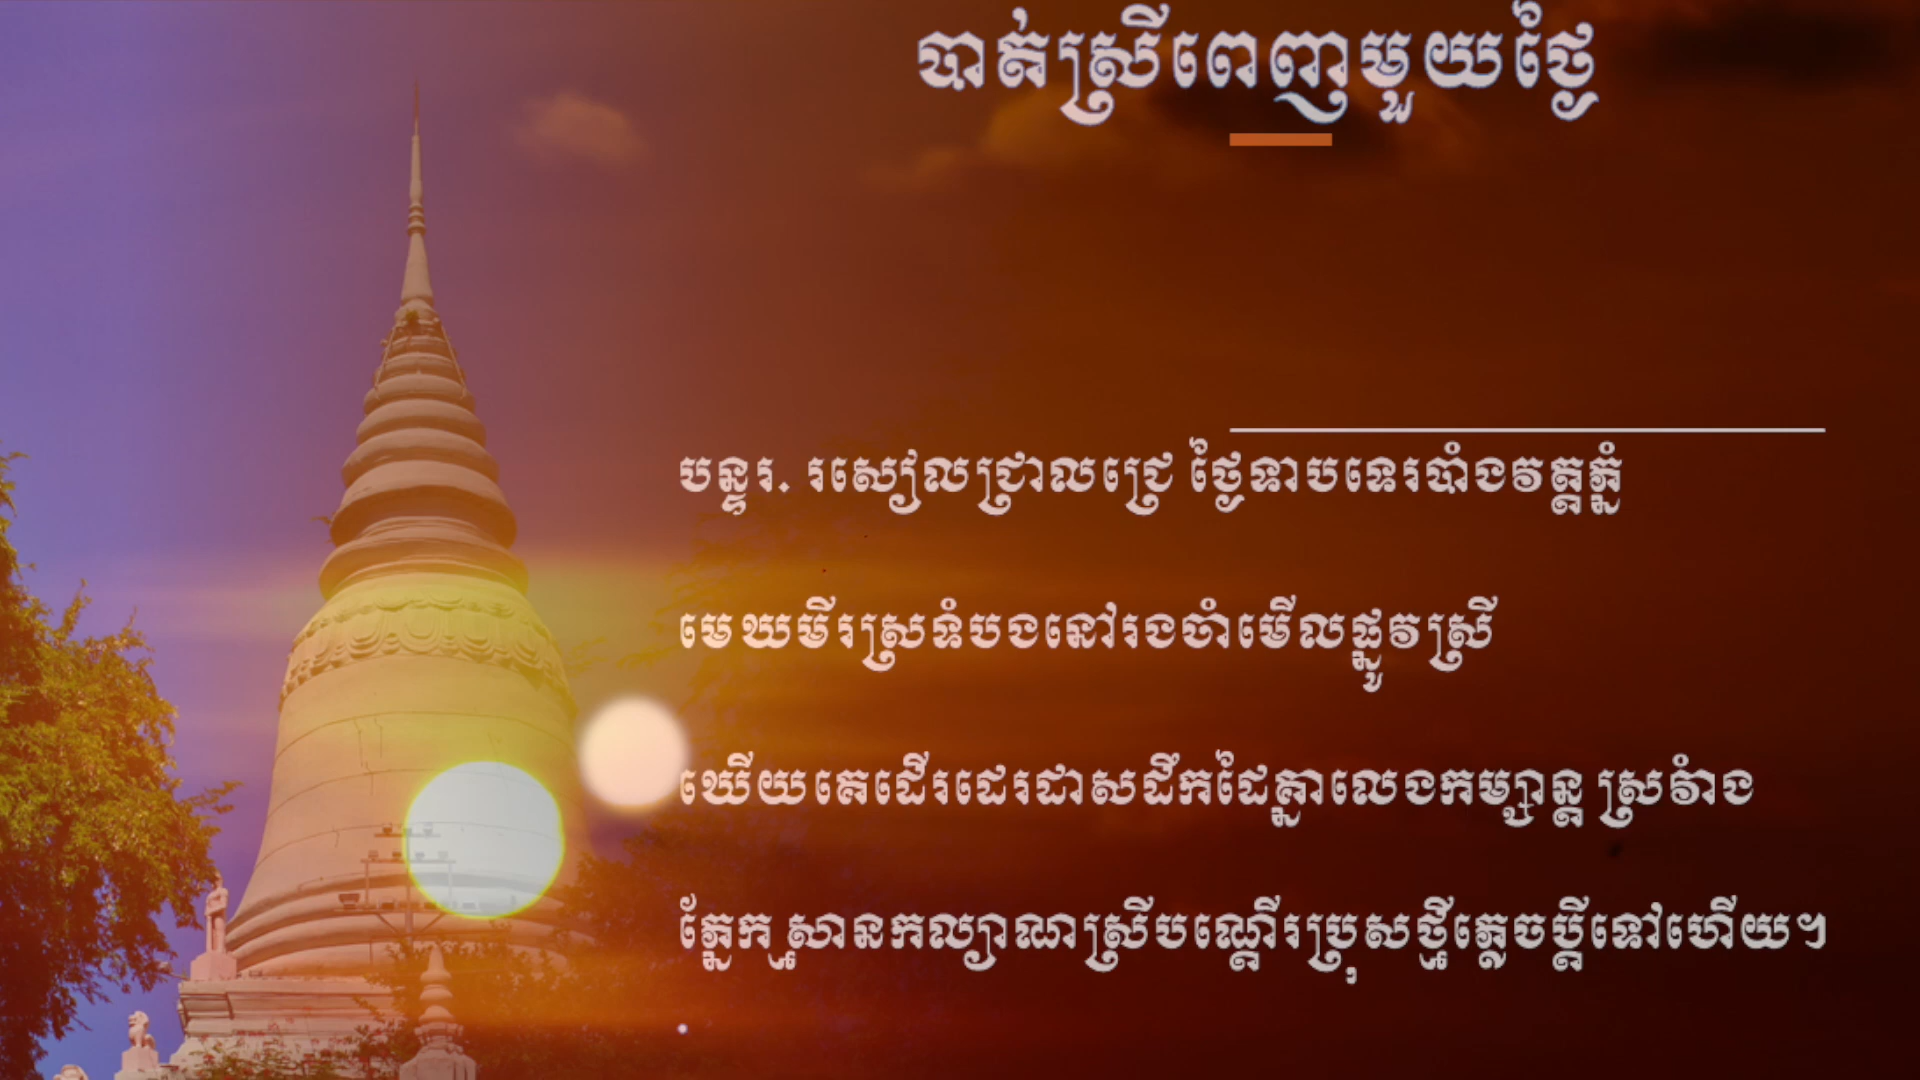 បាត់ស្រីពេញមួយថ្ងៃ
បន្ទរ. រសៀលជ្រាលជ្រេ ថ្ងៃទាបទេរបាំងវត្តភ្នំ
មេឃមីរស្រទំបងនៅរងចាំមើលផ្លូវស្រី
ឃើយគេដើរដេរដាសដឹកដៃគ្នាលេងកម្សាន្ត ស្រវាំង
ភ្នែកក្មួសានកល្យាណស្រីបណ្តើរប្រុសថ្មីភ្លេចប្តីទៅហើយៗ